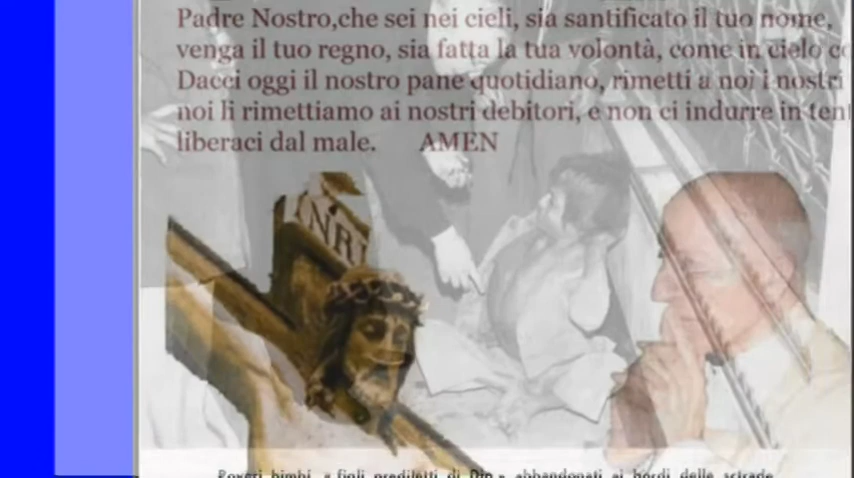 Padre Nostro,che sei nei cieli, sia santificato il tuo nome,
venga il tuo regno, sia fatta la tua volontà, come in cielo co
Dacci oggi il nostro pane quotidiano, rimetti a noi i nostri
noi li rimettiamo ai nostri debitori, e non ci indurre in tent
liberaci dal male. AMEN
INRI
Poveri bimbi, « figli prediletti di Dio » abbandonati ai bordi delle